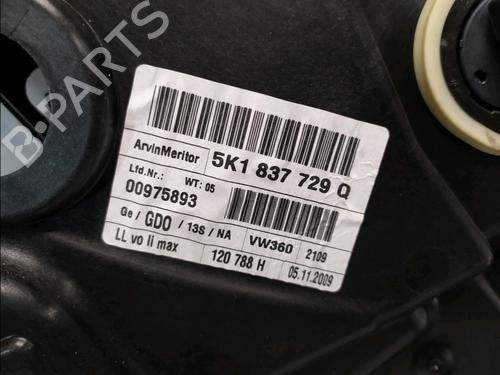 B-PARTS
ArvinMeritor 5K1 837 729 Q
Ltd.Nr.: WT: 05
00975893
Ge / GDO / 13S / NA VW360 2109
LL vo li max 120 788 H 05.11.2009